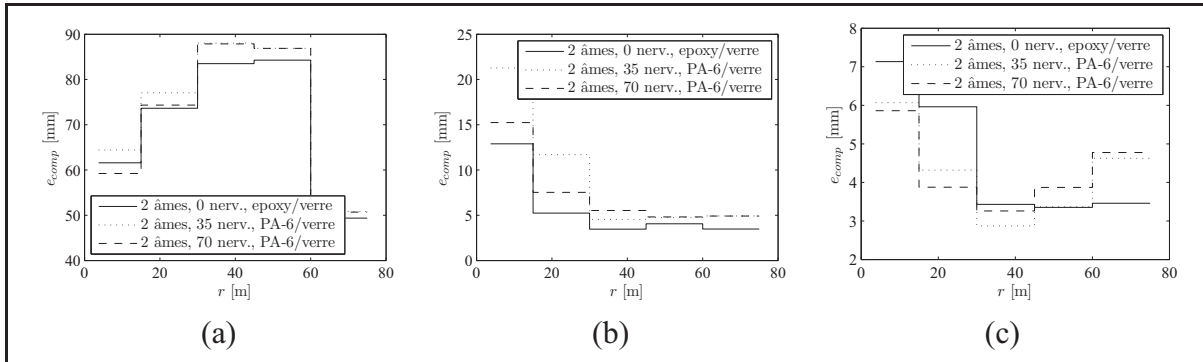 90
80
70
60
50
40
e_comp [mm]
2 âmes, 0 nerv., epoxy/verre
2 âmes, 35 nerv., PA-6/verre
2 âmes, 70 nerv., PA-6/verre
0 20 40 60 80
r [m]
(a)
25
20
15
10
5
0
e_comp [mm]
2 âmes, 0 nerv., epoxy/verre
2 âmes, 35 nerv., PA-6/verre
2 âmes, 70 nerv., PA-6/verre
0 20 40 60 80
r [m]
(b)
8
7
6
5
4
3
2
e_comp [mm]
2 âmes, 0 nerv., epoxy/verre
2 âmes, 35 nerv., PA-6/verre
2 âmes, 70 nerv., PA-6/verre
0 20 40 60 80
r [m]
(c)